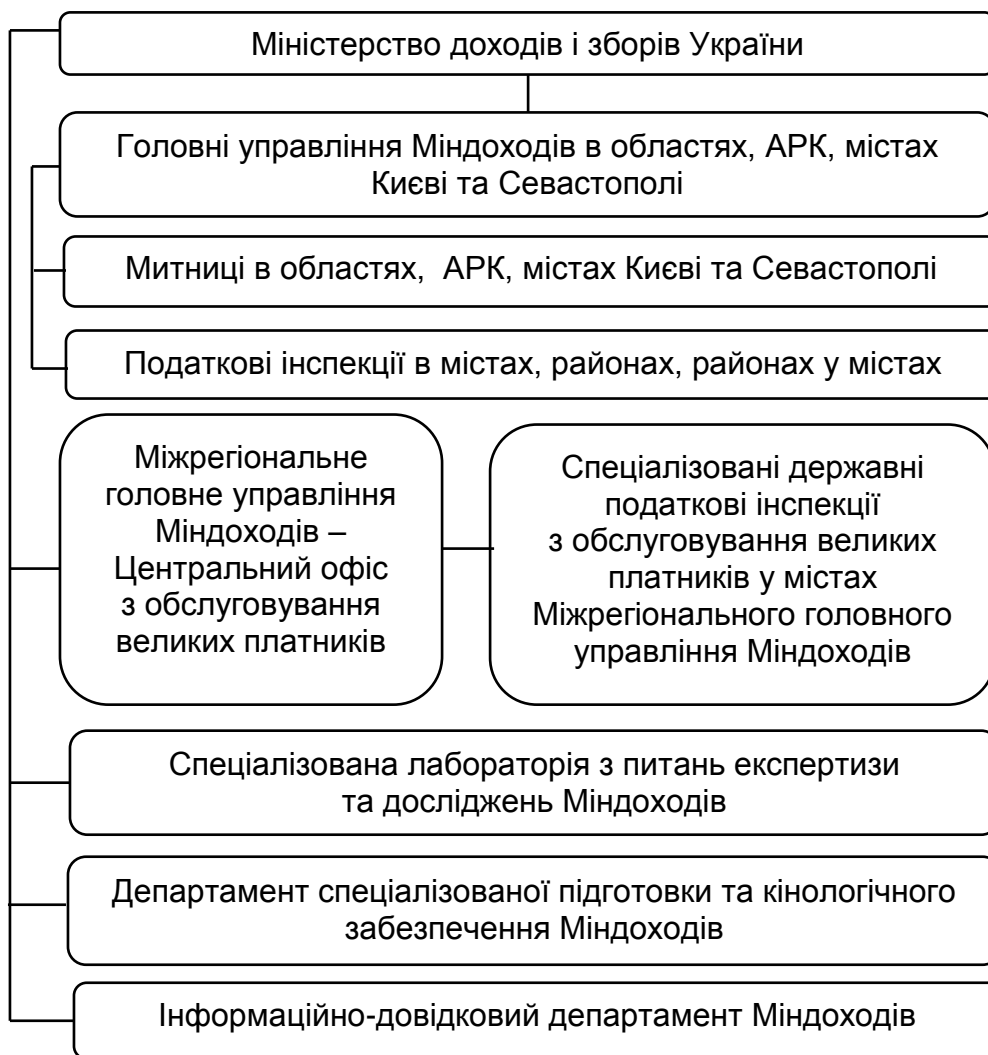 Міністерство доходів і зборів України
Головні управління Міндоходів в областях, АРК, містах
Києві та Севастополі
Митниці в областях, АРК, містах Києві та Севастополі
Податкові інспекції в містах, районах, районах у містах
Міжрегіональне
головне управління
Міндоходів –
Центральний офіс
з обслуговування
великих платників
Спеціалізовані державні
податкові інспекції
з обслуговування великих
платників у містах
Міжрегіонального головного
управління Міндоходів
Спеціалізована лабораторія з питань експертизи
та досліджень Міндоходів
Департамент спеціалізованої підготовки та кінологічного
забезпечення Міндоходів
Інформаційно-довідковий департамент Міндоходів